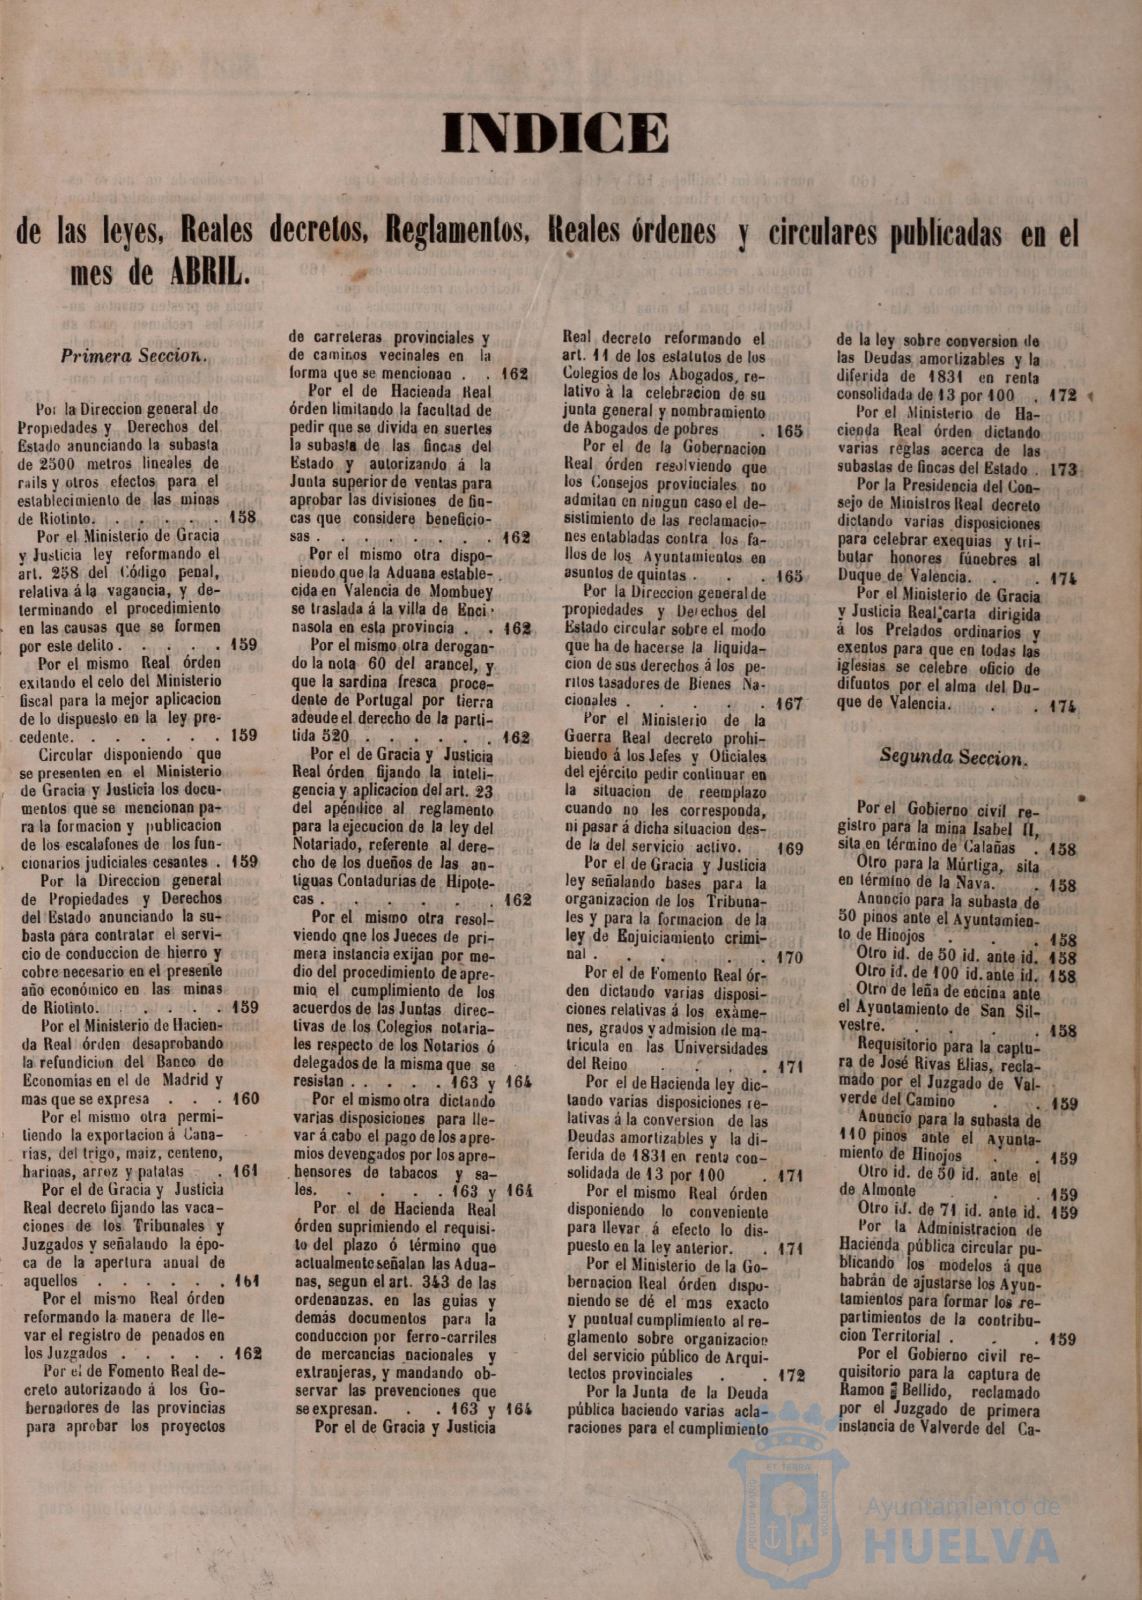 INDICE
de las leyes, Reales decretos, Reglamentos, Reales órdenes y circulares publicadas en el
mes de ABRIL.
Primera Seccion.
Por la Direccion general de
Propiedades y Derechos del
Estado anunciando la subasta
de 2500 metros lineales de
rails y otros efectos para el
establecimiento de las minas
de Riotinto. . . . . . . 158
Por el Ministerio de Gracia
y Justicia ley reformando el
art. 258 del Código penal,
relativa á la vagancia, y de-
terminando el procedimiento
en las causas que se formen
por este delito . . . . . 159
Por el mismo Real órden
exitando el celo del Ministerio
fiscal para la mejor aplicacion
de lo dispuesto en la ley pre-
cedente. . . . . . . . 159
Circular disponiendo que
se presenten en el Ministerio
de Gracia y Justicia los docu-
mentos que se mencionan pa-
ra la formacion y publicacion
de los escalafones de los fun-
cionarios judiciales cesantes . 159
Por la Direccion general
de Propiedades y Derechos
del Estado anunciando la su-
basta para contratar el servi-
cio de conduccion de hierro y
cobre necesario en el presente
año económico en las minas
de Riotinto. . . . . . . 159
Por el Ministerio de Hacien-
da Real órden desaprobando
la refundicion del Banco de
Economias en el de Madrid y
mas que se expresa . . . 160
Por el mismo otra permi-
tiendo la exportacion á Cana-
rias, del trigo, maiz, centeno,
harinas, arroz y patatas . 161
Por el de Gracia y Justicia
Real decreto fijando las vaca-
ciones de los Tribunales y
Juzgados y señalando la épo-
ca de la apertura anual de
aquellos . . . . . . . 161
Por el mismo Real órden
reformando la manera de lle-
var el registro de penados en
los Juzgados . . . . . 162
Por el de Fomento Real de-
creto autorizando á los Go-
bernadores de las provincias
para aprobar los proyectos
de carreteras provinciales y
de caminos vecinales en la
forma que se mencionan . . 162
Por el de Hacienda Real
órden limitando la facultad de
pedir que se divida en suertes
la subasta de las fincas del
Estado y autorizando á la
Junta superior de ventas para
aprobar las divisiones de fin-
cas que considere beneficio-
sas . . . . . . . . 162
Por el mismo otra dispo-
niendo que la Aduana estable-
cida en Valencia de Mombuey
se traslada á la villa de Enci
nasola en esta provincia . . 162
Por el mismo otra derogan-
do la nota 60 del arancel, y
que la sardina fresca proce-
dente de Portugal por tierra
adeude el derecho de la parti-
tida 520 . . . . . . . 162
Por el de Gracia y Justicia
Real órden fijando la inteli-
gencia y aplicacion del art. 23
del apéndice al reglamento
para la ejecucion de la ley del
Notariado, referente al dere-
cho de los dueños de las an-
tiguas Contadurias de Hipote-
cas . . . . . . . . 162
Por el mismo otra resol-
viendo qne los Jueces de pri-
mera instancia exijan por me-
dio del procedimiento de apre-
mio el cumplimiento de los
acuerdos de las Juntas direc-
tivas de los Colegios notaria-
les respecto de los Notarios ó
delegados de la misma que se
resistan . . . . . 163 y 164
Por el mismo otra dictando
varias disposiciones para lle-
var á cabo el pago de los apre-
mios devengados por los apre-
hensores de tabacos y sa-
les. . . . . . . 163 y 164
Por el de Hacienda Real
órden suprimiendo el requisi-
to del plazo ó término que
actualmente señalan las Adua-
nas, segun el art. 343 de las
ordenanzas. en las guias y
demás documentos para la
conduccion por ferro-carriles
de mercancias nacionales y
extranjeras, y mandando ob-
servar las prevenciones que
se expresan. . . . 163 y 164
Por el de Gracia y Justicia
Real decreto reformando el
art. 11 de los estatutos de los
Colegios de los Abogados, re-
lativo á la celebracion de su
junta general y nombramiento
de Abogados de pobres . 165
Por el de la Gobernacion
Real órden resolviendo que
los Consejos provinciales no
admitan en ningun caso el de-
sistimiento de las reclamacio-
nes entabladas contra los fa-
llos de los Ayuntamientos en
asuntos de quintas . . . 165
Por la Direccion general de
propiedades y Derechos del
Estado circular sobre el modo
que ha de hacerse la liquida-
cion de sus derechos á los pe-
ritos tasadores de Bienes Na-
cionales . . . . . . 167
Por el Ministerio de la
Guerra Real decreto prohi-
biendo á los Jefes y Oficiales
del ejército pedir continuar en
la situacion de reemplazo
cuando no les corresponda,
ni pasar á dicha situacion des-
de la del servicio activo. 169
Por el de Gracia y Justicia
ley señalando bases para la
organizacion de los Tribuna-
les y para la formacion de la
ley de Enjuiciamiento crimi-
nal . . . . . . . 170
Por el de Fomento Real ór-
den dictando varias disposi-
ciones relativas á los exáme-
nes, grados y admision de ma-
trícula en las Universidades
del Reino . . . . . 171
Por el de Hacienda ley dic-
tando varias disposiciones re-
lativas á la conversion de las
Deudas amortizables y la di-
ferida de 1831 en renta con-
solidada de 13 por 100 . 171
Por el mismo Real órden
disponiendo lo conveniente
para llevar á efecto lo dis-
puesto en la ley anterior. . 171
Por el Ministerio de la Go-
bernacion Real órden dispo-
niendo se dé el mas exacto
y puntual cumplimiento al re-
glamento sobre organizacion
del servicio público de Arqui-
tectos provinciales . . 172
Por la Junta de la Deuda
pública haciendo varias acla-
raciones para el cumplimiento
de la ley sobre conversion de
las Deudas amortizables y la
diferida de 1831 en renta
consolidada de 13 por 100 . 172
Por el Ministerio de Ha-
cienda Real órden dictando
varias reglas acerca de las
subastas de fincas del Estado . 173
Por la Presidencia del Con-
sejo de Ministros Real decreto
dictando varias disposiciones
para celebrar exequias y tri-
butar honores fúnebres al
Duque de Valencia. . . 174
Por el Ministerio de Gracia
y Justicia Real carta dirigida
á los Prelados ordinarios y
exentos para que en todas las
iglesias se celebre oficio de
difuntos por el alma del Du-
que de Valencia. . . 174
Segunda Seccion.
Por el Gobierno civil re-
gistro para la mina Isabel II,
sita en término de Calañas . 158
Otro para la Múrtiga, sita
en término de la Nava. . 158
Anuncio para la subasta de
50 pinos ante el Ayuntamien-
to de Hinojos . . . 158
Otro id. de 50 id. ante id. 158
Otro id. de 100 id. ante id. 158
Otro de leña de encina ante
el Ayuntamiento de San Sil-
vestre. . . . . . 158
Requisitorio para la captu-
ra de José Rivas Elias, recla-
mado por el Juzgado de Val-
verde del Camino . . 159
Anuncio para la subasta de
110 pinos ante el Ayunta-
miento de Hinojos . . 159
Otro id. de 50 id. ante el
de Almonte . . . 159
Otro id. de 71 id. ante id. 159
Por la Administracion de
Hacienda pública circular pu-
blicando los modelos á que
habrán de ajustarse los Ayun-
tamientos para formar los re-
partimientos de la contribu-
cion Territorial . . . 159
Por el Gobierno civil re-
quisitorio para la captura de
Ramon Bellido, reclamado
por el Juzgado de primera
instancia de Valverde del Ca-
Ayuntamiento de
HUELVA